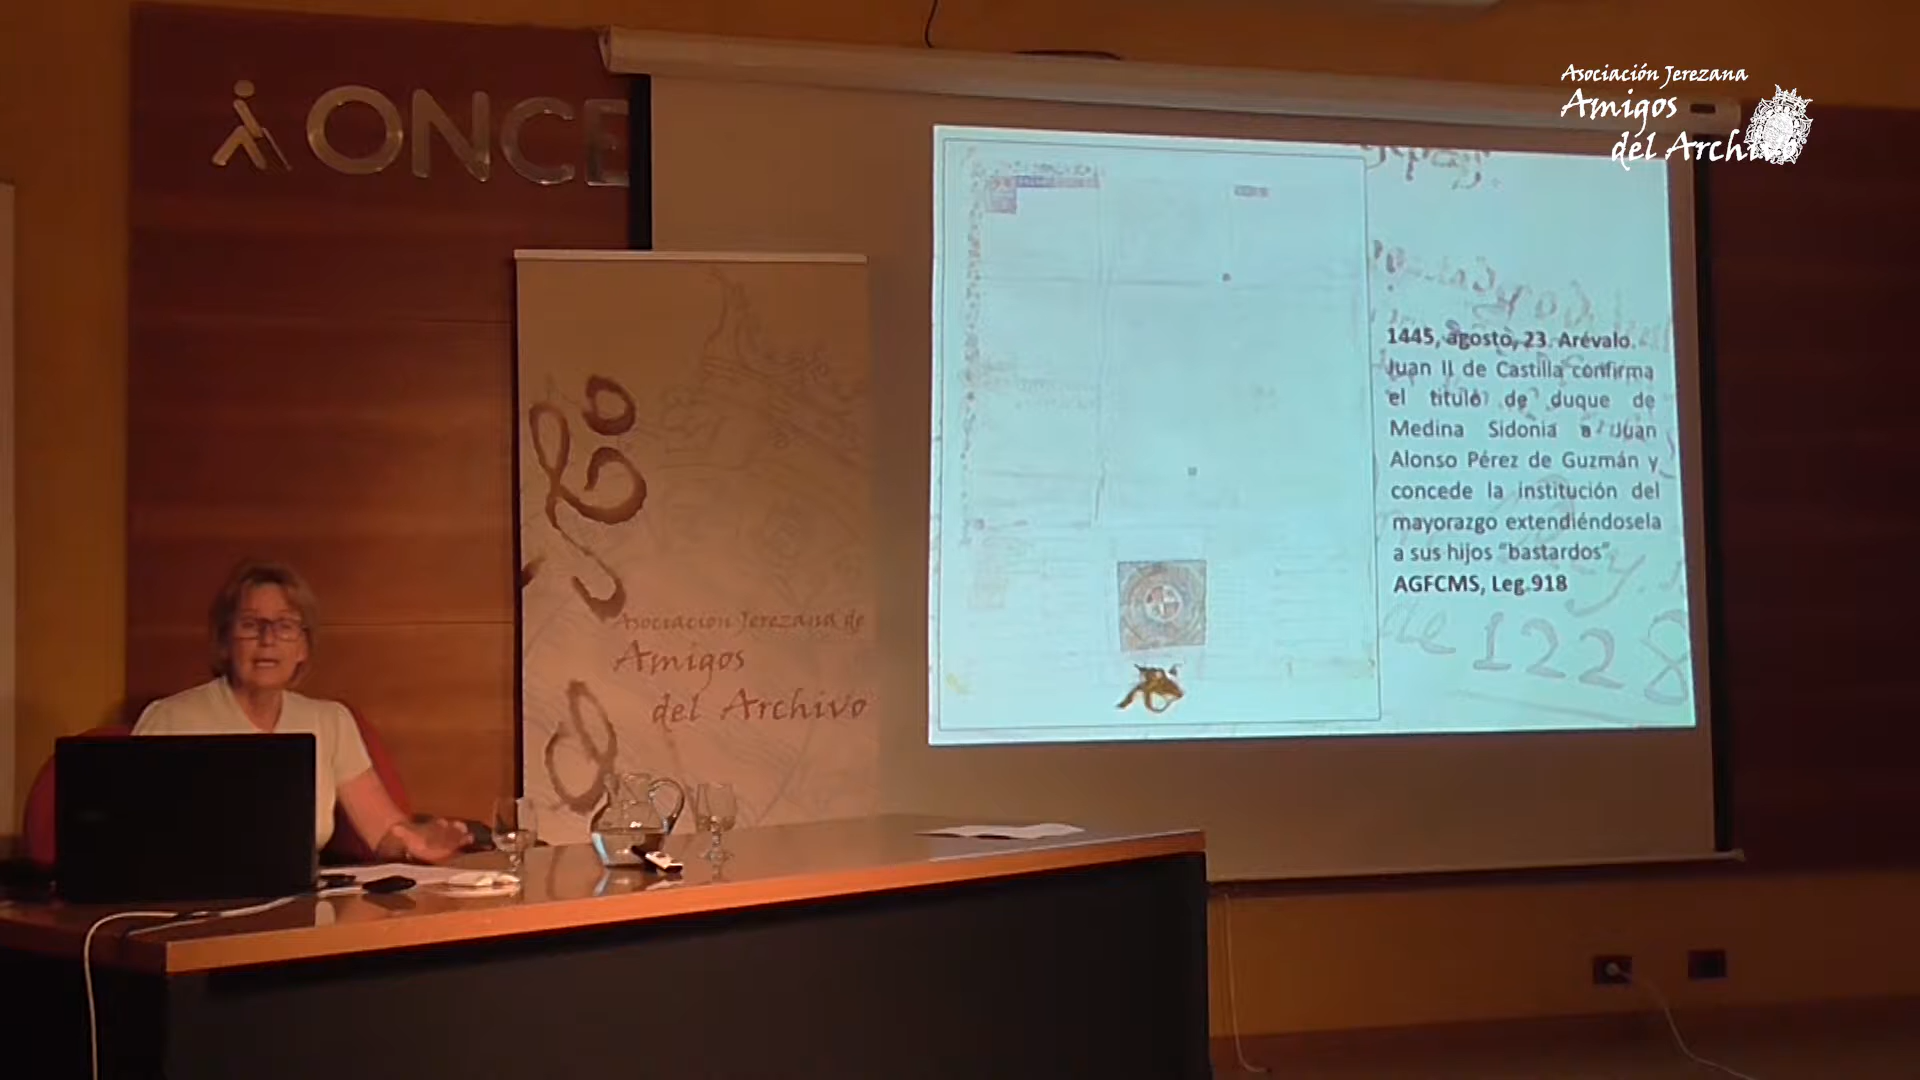 ONCE
Asociación Jerezana
Amigos
del Archivo
1445, agosto, 23. Arévalo.
Juan II de Castilla confirma
el titulo de duque de
Medina Sidonia a Juan
Alonso Pérez de Guzmán y
concede la institución del
mayorazgo extendiéndosela
a sus hijos "bastardos"
AGFCMS, Leg.918
de 1228
Asociación Jerezana de
Amigos
del Archivo